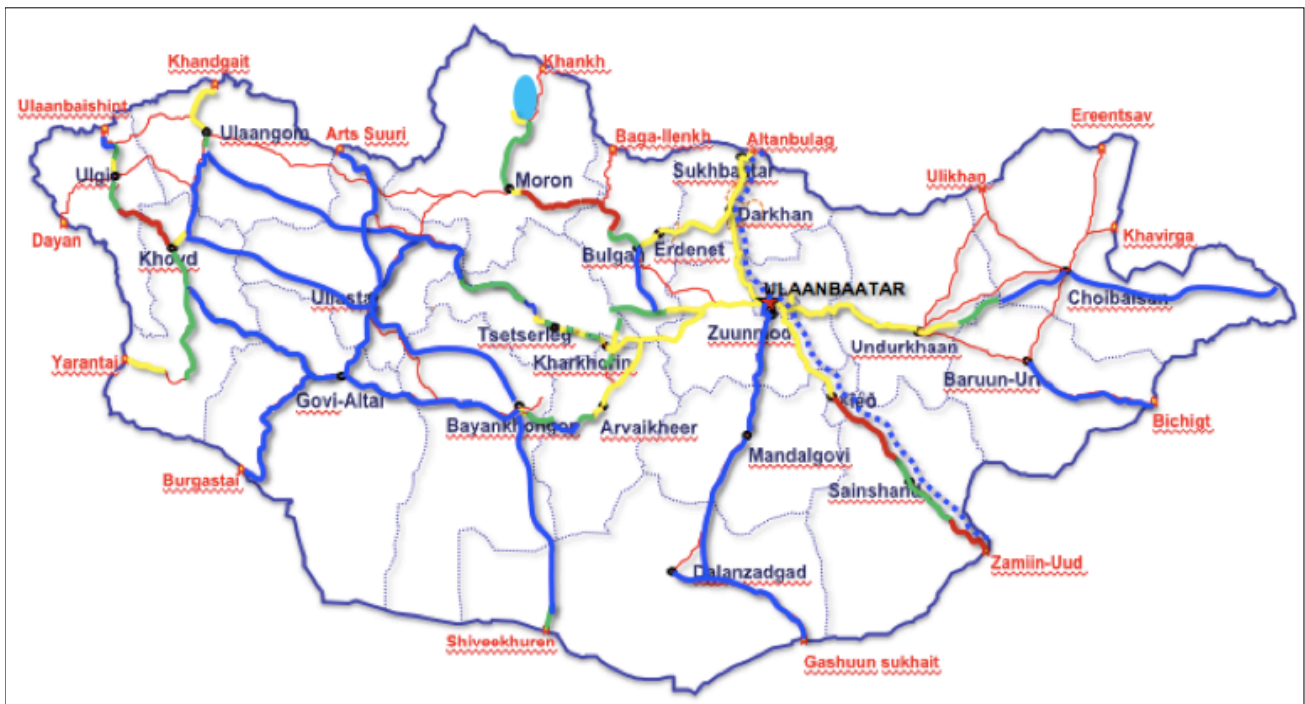 Khandgait
Khankh
Ulaanbaishint
Ulaangom
Arts Suuri
Baga-Ilenkh
Altanbulag
Ereentsav
Sukhbaatar
Ulgi
Moron
Ulikhan
Darkhan
Dayan
Khavirga
Khovd
Bulgan
Erdenet
ULAANBAATAR
Choibalsan
Uliastai
Tsetserleg
Zuunmod
Undurkhaan
Kharkhorin
Yarantai
Baruun-Urt
Govi-Altai
Bayankhongor
Arvaikheer
Bichigt
Mandalgovi
Burgastai
Sainshand
Zamiin-Uud
Dalanzadgad
Shiveekhuren
Gashuun sukhait